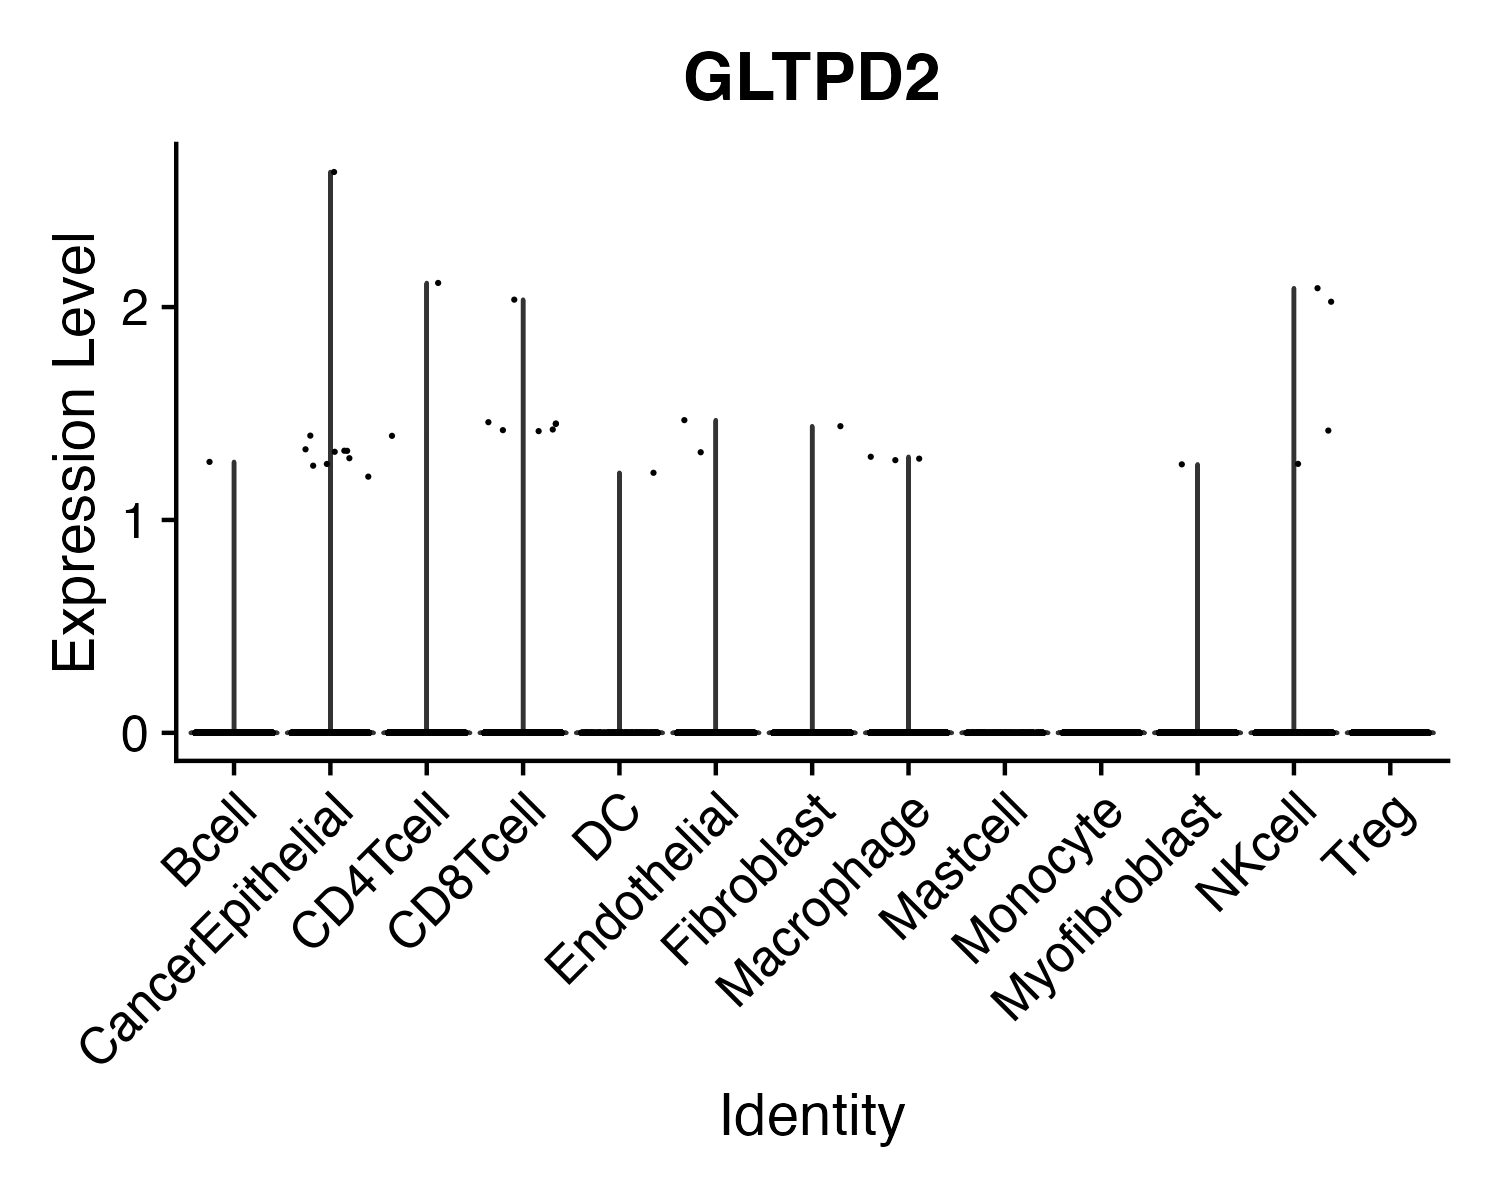 GLTPD2
Expression Level
2
1
0
Bcell
CancerEpithelial
CD4Tcell
CD8Tcell
DC
Endothelial
Fibroblast
Macrophage
Mastcell
Monocyte
Myofibroblast
NKcell
Treg
Identity